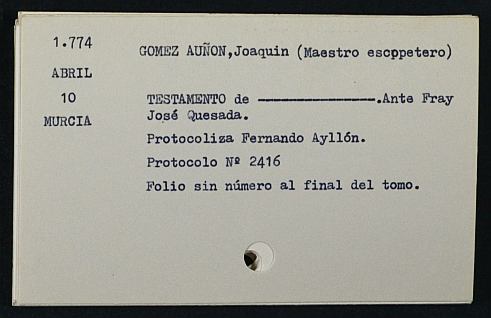 1.774
GOMEZ AUÑON,Joaquin (Maestro escppetero)
ABRIL
10
TESTAMENTO de ----------------.Ante Fray
MURCIA
José Quesada.
Protocoliza Fernando Ayllón.
Protocolo Nº 2416
Folio sin número al final del tomo.